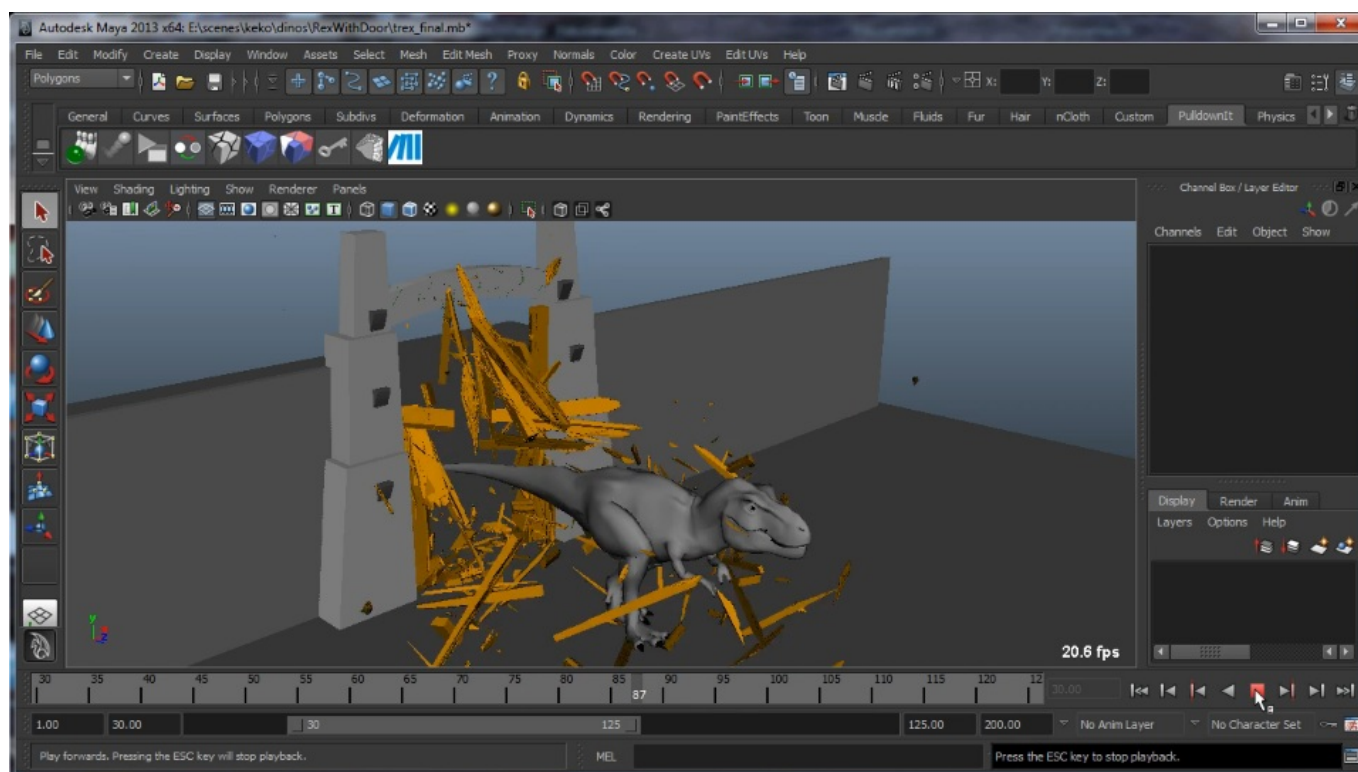 Autodesk Maya 2013 x64: E:\scenes\keko\dinos\RexWithDoor\trex_final.mb*
File Edit Modify Create Display Window Assets Select Mesh Edit Mesh Proxy Normals Color Create UVs Edit UVs Help
Polygons X: Y: Z:
General Curves Surfaces Polygons Subdivs Deformation Animation Dynamics Rendering PaintEffects Toon Muscle Fluids Fur Hair nCloth Custom PulldownIt Physics
View Shading Lighting Show Renderer Panels
Channel Box / Layer Editor
Channels Edit Object Show
Display Render Anim
Layers Options Help
y
z
20.6 fps
30 35 40 45 50 55 60 65 70 75 80 85 90 95 100 105 110 115 120 12
87
30.00
1.00 30.00 30 125 125.00 200.00 No Anim Layer No Character Set
Play forwards. Pressing the ESC key will stop playback. MEL Press the ESC key to stop playback.